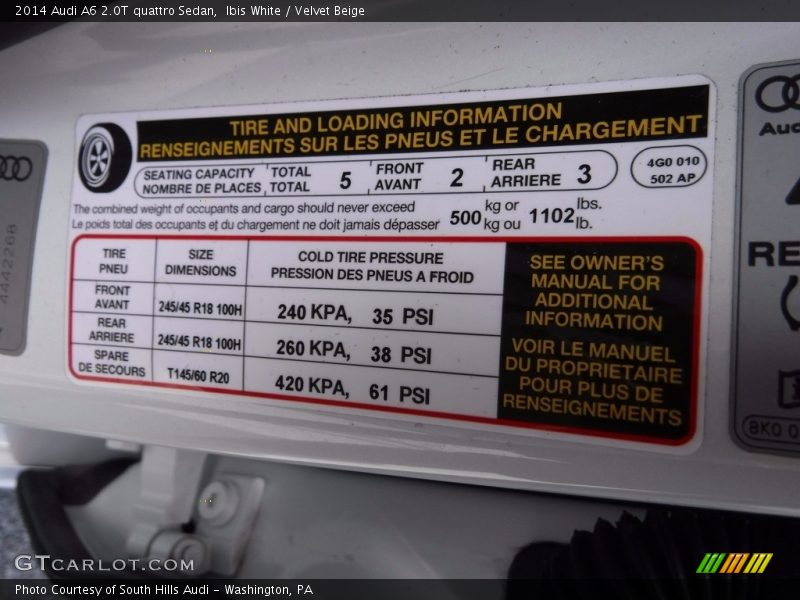 2014 Audi A6 2.0T quattro Sedan, Ibis White / Velvet Beige
TIRE AND LOADING INFORMATION
RENSEIGNEMENTS SUR LES PNEUS ET LE CHARGEMENT
SEATING CAPACITY TOTAL 5 FRONT 2 REAR 3
NOMBRE DE PLACES, TOTAL AVANT ARRIERE
4G0 010
502 AP
The combined weight of occupants and cargo should never exceed 500 kg or 1102 lbs.
Le poids total des occupants et du chargement ne doit jamais dépasser kg ou lb.
TIRE SIZE COLD TIRE PRESSURE
PNEU DIMENSIONS PRESSION DES PNEUS A FROID
FRONT
AVANT 245/45 R18 100H 240 KPA, 35 PSI
REAR
ARRIERE 245/45 R18 100H 260 KPA, 38 PSI
SPARE
DE SECOURS T145/60 R20 420 KPA, 61 PSI
SEE OWNER'S
MANUAL FOR
ADDITIONAL
INFORMATION
VOIR LE MANUEL
DU PROPRIETAIRE
POUR PLUS DE
RENSEIGNEMENTS
4442268
Aud
RE
8K0 0
GTCARLOT.COM
Photo Courtesy of South Hills Audi - Washington, PA